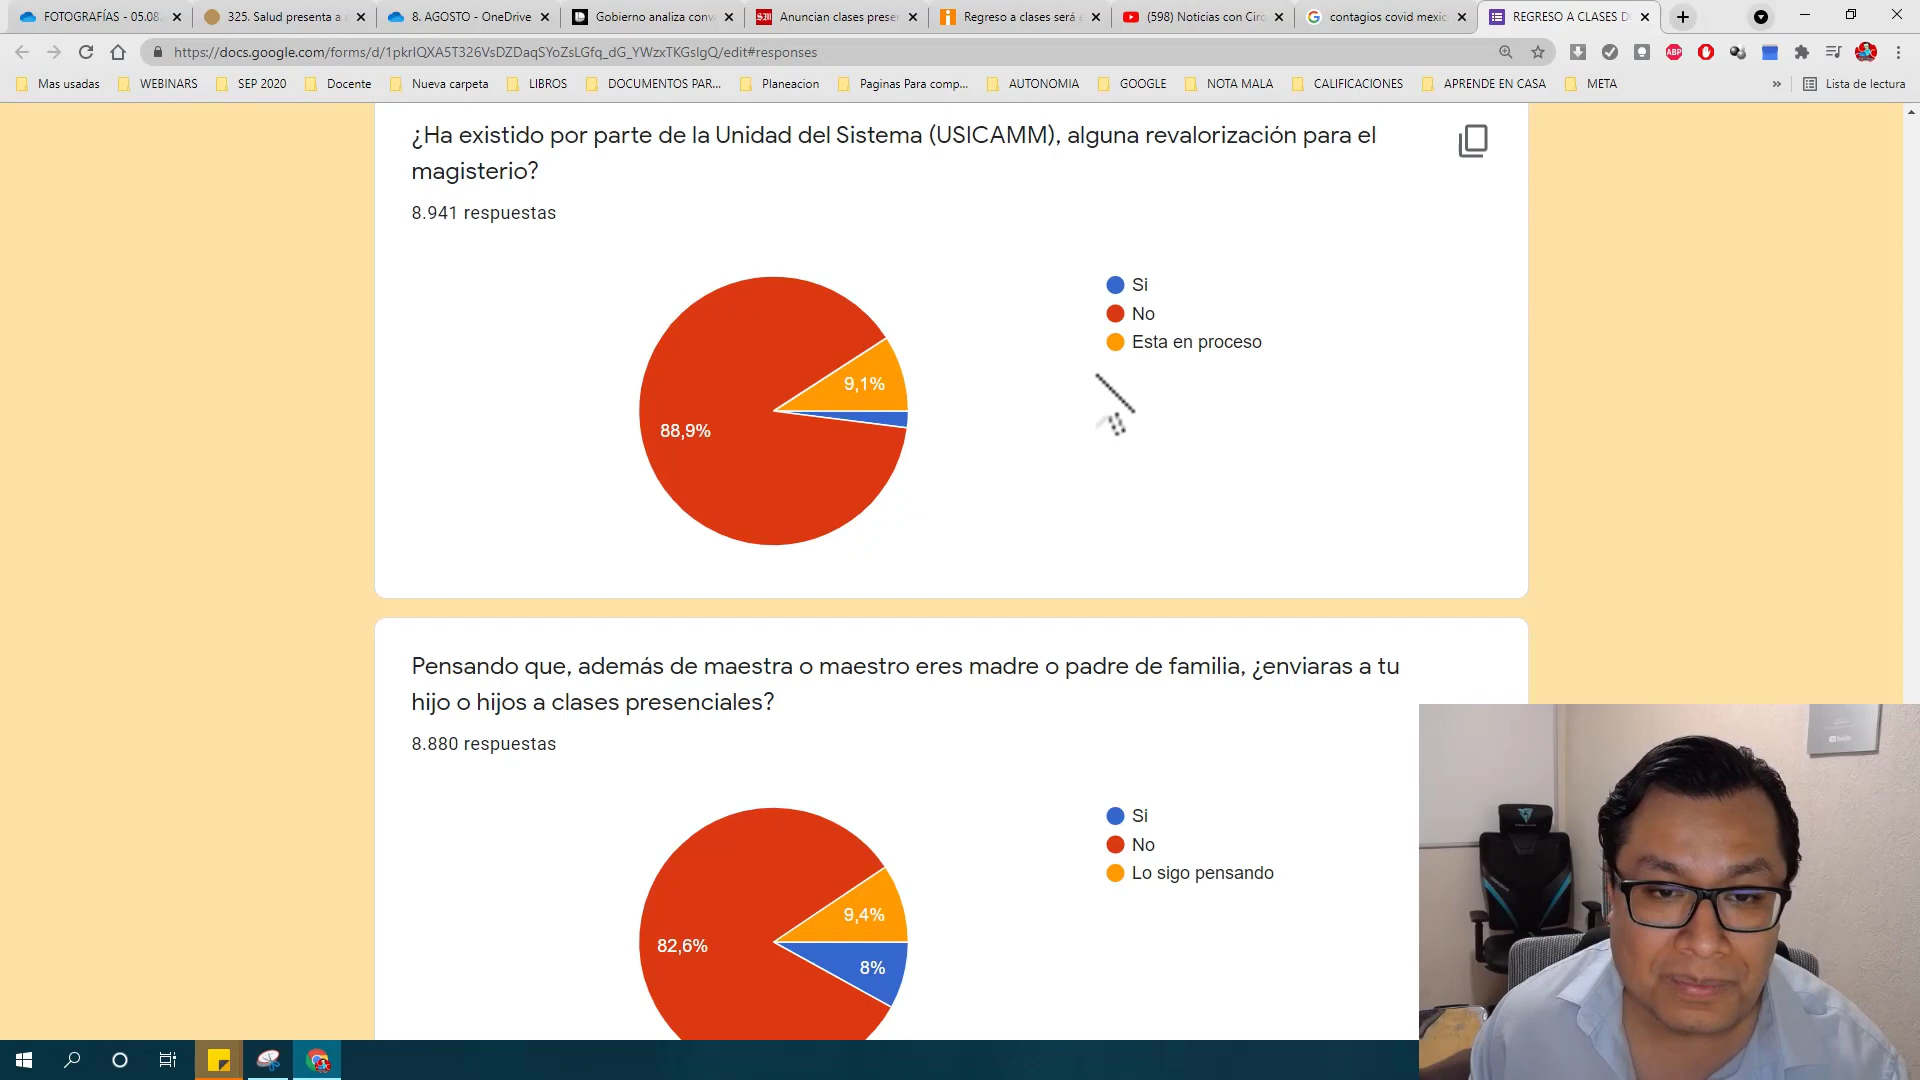 FOTOGRAFÍAS - 05.08
325. Salud presenta a
8. AGOSTO - OneDrive
Gobierno analiza conv
Anuncian clases prese
Regreso a clases será
(598) Noticias con Ciro
contagios covid mexic
REGRESO A CLASES D
https://docs.google.com/forms/d/1pkrIQXA5T326VsDZDaqSYoZsLGfq_dG_YWzxTKGsIgQ/edit#responses
Mas usadas
WEBINARS
SEP 2020
Docente
Nueva carpeta
LIBROS
DOCUMENTOS PAR...
Planeacion
Paginas Para comp...
AUTONOMIA
GOOGLE
NOTA MALA
CALIFICACIONES
APRENDE EN CASA
META
»
Lista de lectura
¿Ha existido por parte de la Unidad del Sistema (USICAMM), alguna revalorización para el
magisterio?
8.941 respuestas
Si
No
Esta en proceso
9,1%
88,9%
Pensando que, además de maestra o maestro eres madre o padre de familia, ¿enviaras a tu
hijo o hijos a clases presenciales?
8.880 respuestas
Si
No
Lo sigo pensando
9,4%
82,6%
8%